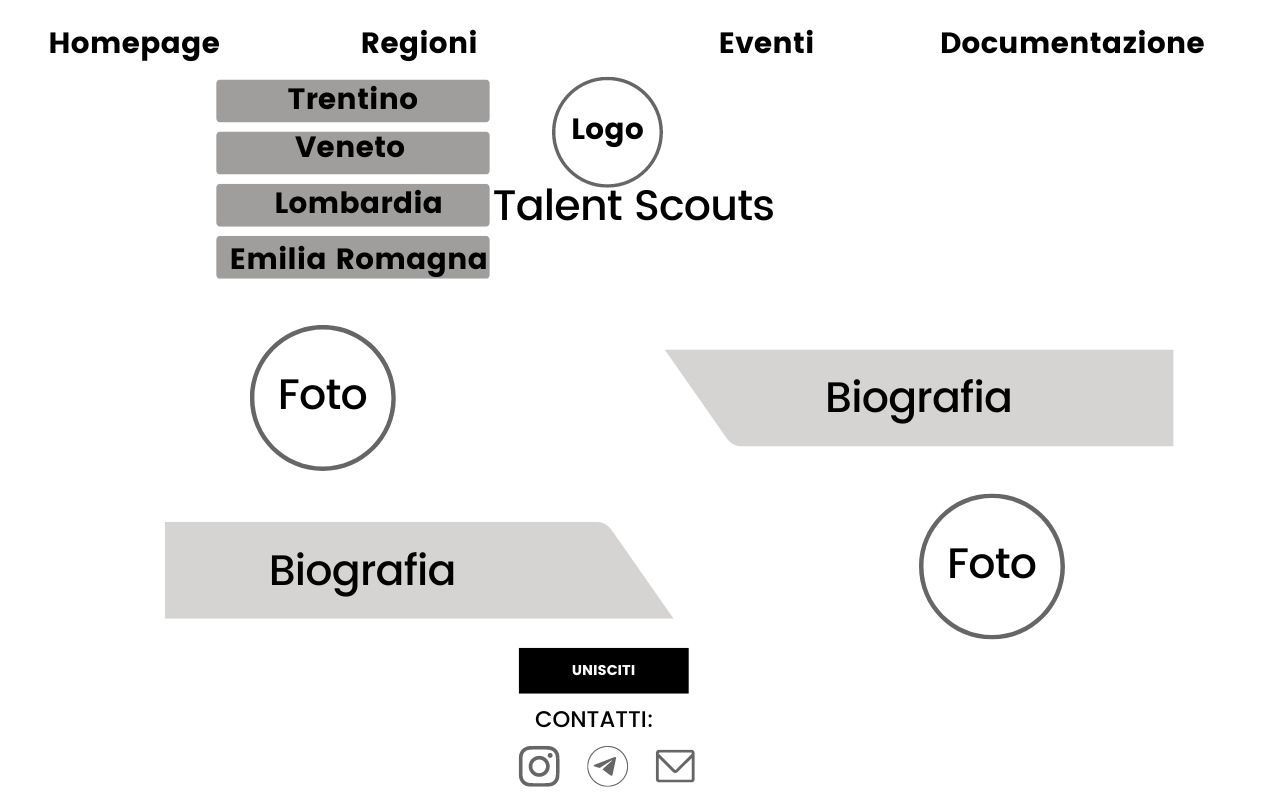 Homepage
Regioni
Eventi
Documentazione
Trentino
Veneto
Lombardia
Emilia Romagna
Logo
Talent Scouts
Foto
Biografia
Biografia
Foto
UNISCITI
CONTATTI: